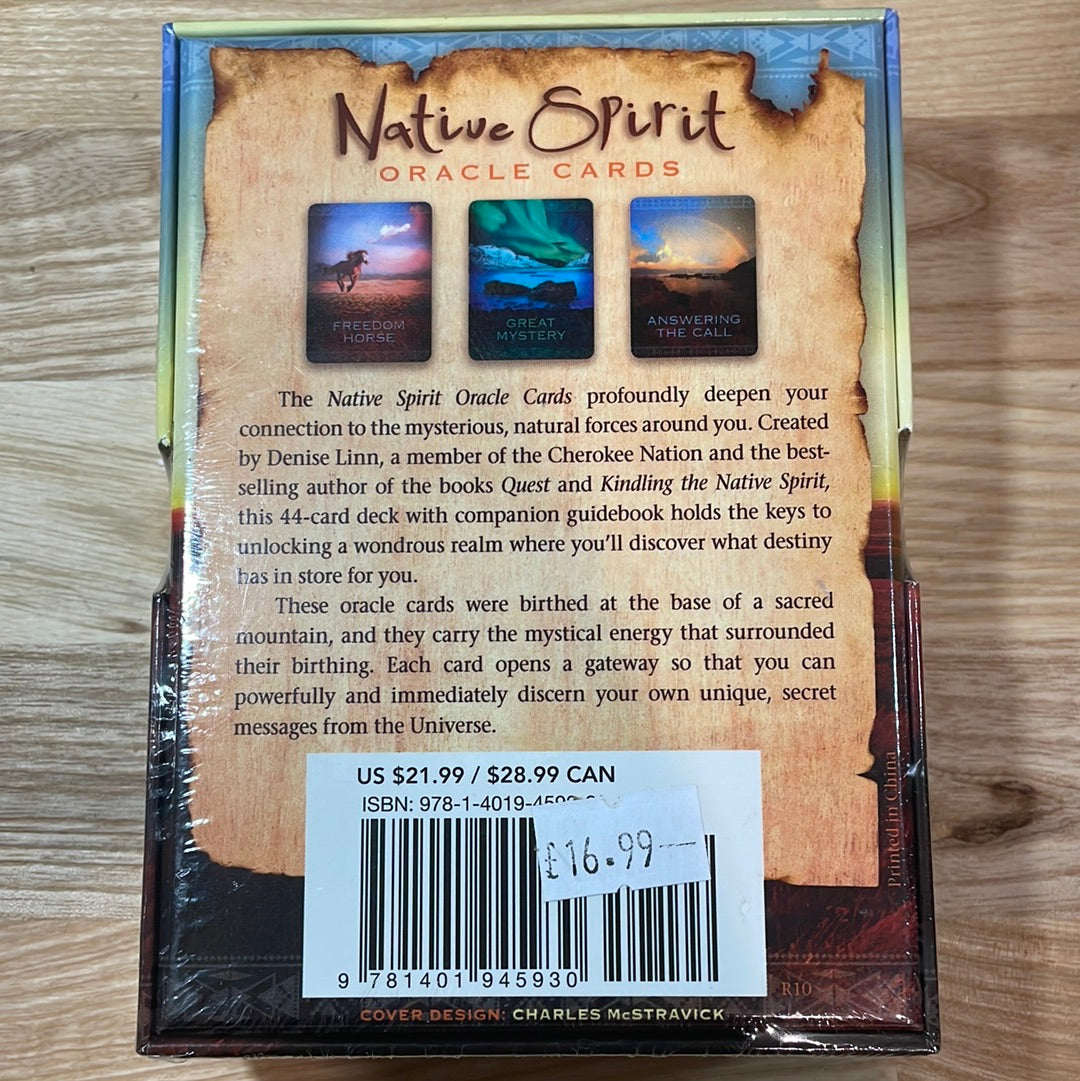 Native Spirit
ORACLE CARDS
FREEDOM
HORSE
GREAT
MYSTERY
ANSWERING
THE CALL
The Native Spirit Oracle Cards profoundly deepen your
connection to the mysterious, natural forces around you. Created
by Denise Linn, a member of the Cherokee Nation and the best-
selling author of the books Quest and Kindling the Native Spirit,
this 44-card deck with companion guidebook holds the keys to
unlocking a wondrous realm where you'll discover what destiny
has in store for you.
These oracle cards were birthed at the base of a sacred
mountain, and they carry the mystical energy that surrounded
their birthing. Each card opens a gateway so that you can
powerfully and immediately discern your own unique, secret
messages from the Universe.
US $21.99 / $28.99 CAN
ISBN: 978-1-4019-
£16.99
9 781401 945930
Printed in China
R10
COVER DESIGN: CHARLES McSTRAVICK